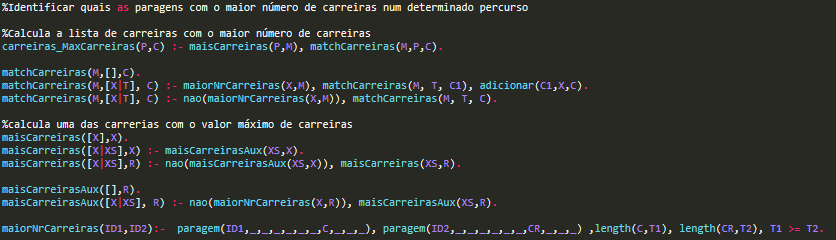 %Identificar quais as paragens com o maior número de carreiras num determinado percurso
%Calcula a lista de carreiras com o maior número de carreiras
carreiras_MaxCarreiras(P,C) :- maisCarreiras(P,M), matchCarreiras(M,P,C).
matchCarreiras(M,[],C).
matchCarreiras(M,[X|T], C) :- maiorNrCarreiras(X,M), matchCarreiras(M, T, C1), adicionar(C1,X,C).
matchCarreiras(M,[X|T], C) :- nao(maiorNrCarreiras(X,M)), matchCarreiras(M, T, C).
%calcula uma das carrerias com o valor máximo de carreiras
maisCarreiras([X],X).
maisCarreiras([X|XS],X) :- maisCarreirasAux(XS,X).
maisCarreiras([X|XS],R) :- nao(maisCarreirasAux(XS,X)), maisCarreiras(XS,R).
maisCarreirasAux([],R).
maisCarreirasAux([X|XS], R) :- nao(maiorNrCarreiras(X,R)), maisCarreirasAux(XS,R).
maiorNrCarreiras(ID1,ID2):-  paragem(ID1,_,_,_,_,_,_,C,_,_,_), paragem(ID2,_,_,_,_,_,_,CR,_,_,_) ,length(C,T1), length(CR,T2), T1 >= T2.